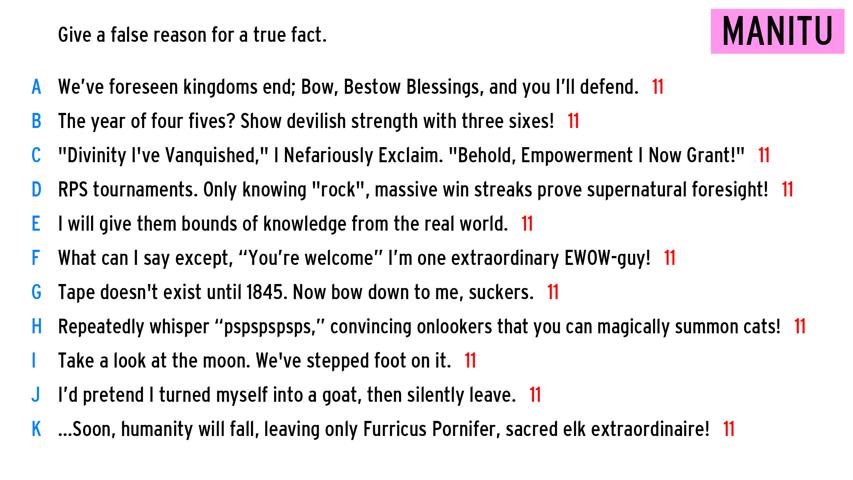 Give a false reason for a true fact.
MANITU
A We've foreseen kingdoms end; Bow, Bestow Blessings, and you I'll defend. 11
B The year of four fives? Show devilish strength with three sixes! 11
C "Divinity I've Vanquished," I Nefariously Exclaim. "Behold, Empowerment I Now Grant!" 11
D RPS tournaments. Only knowing "rock", massive win streaks prove supernatural foresight! 11
E I will give them bounds of knowledge from the real world. 11
F What can I say except, “You’re welcome” I’m one extraordinary EWOW-guy! 11
G Tape doesn't exist until 1845. Now bow down to me, suckers. 11
H Repeatedly whisper “pspspspsps,” convincing onlookers that you can magically summon cats! 11
I Take a look at the moon. We've stepped foot on it. 11
J I’d pretend I turned myself into a goat, then silently leave. 11
K ...Soon, humanity will fall, leaving only Furricus Pornifer, sacred elk extraordinaire! 11